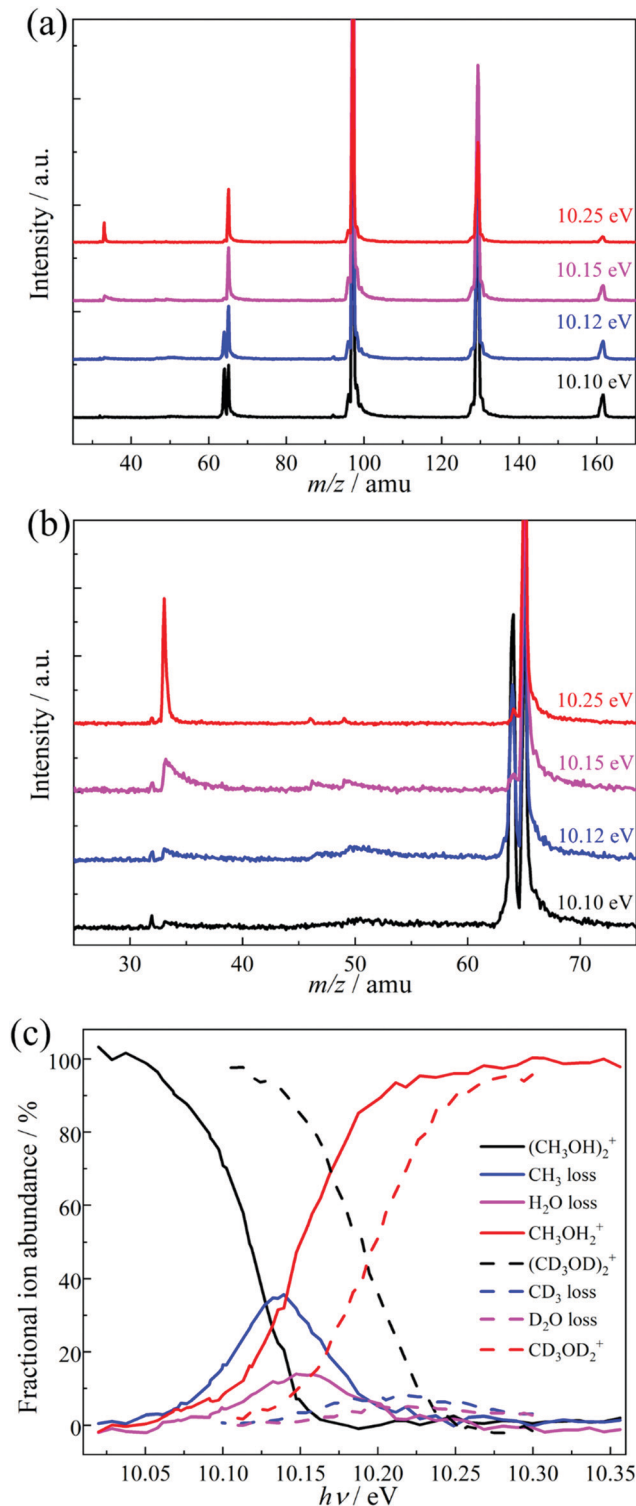 (a)
Intensity / a.u.
10.25 eV
10.15 eV
10.12 eV
10.10 eV
40 60 80 100 120 140 160
m/z / amu
(b)
Intensity / a.u.
10.25 eV
10.15 eV
10.12 eV
10.10 eV
30 40 50 60 70
m/z / amu
(c)
Fractional ion abundance / %
100
80
60
40
20
0
(CH₃OH)₂⁺
CH₃ loss
H₂O loss
CH₃OH₂⁺
(CD₃OD)₂⁺
CD₃ loss
D₂O loss
CD₃OD₂⁺
10.05 10.10 10.15 10.20 10.25 10.30 10.35
hν / eV